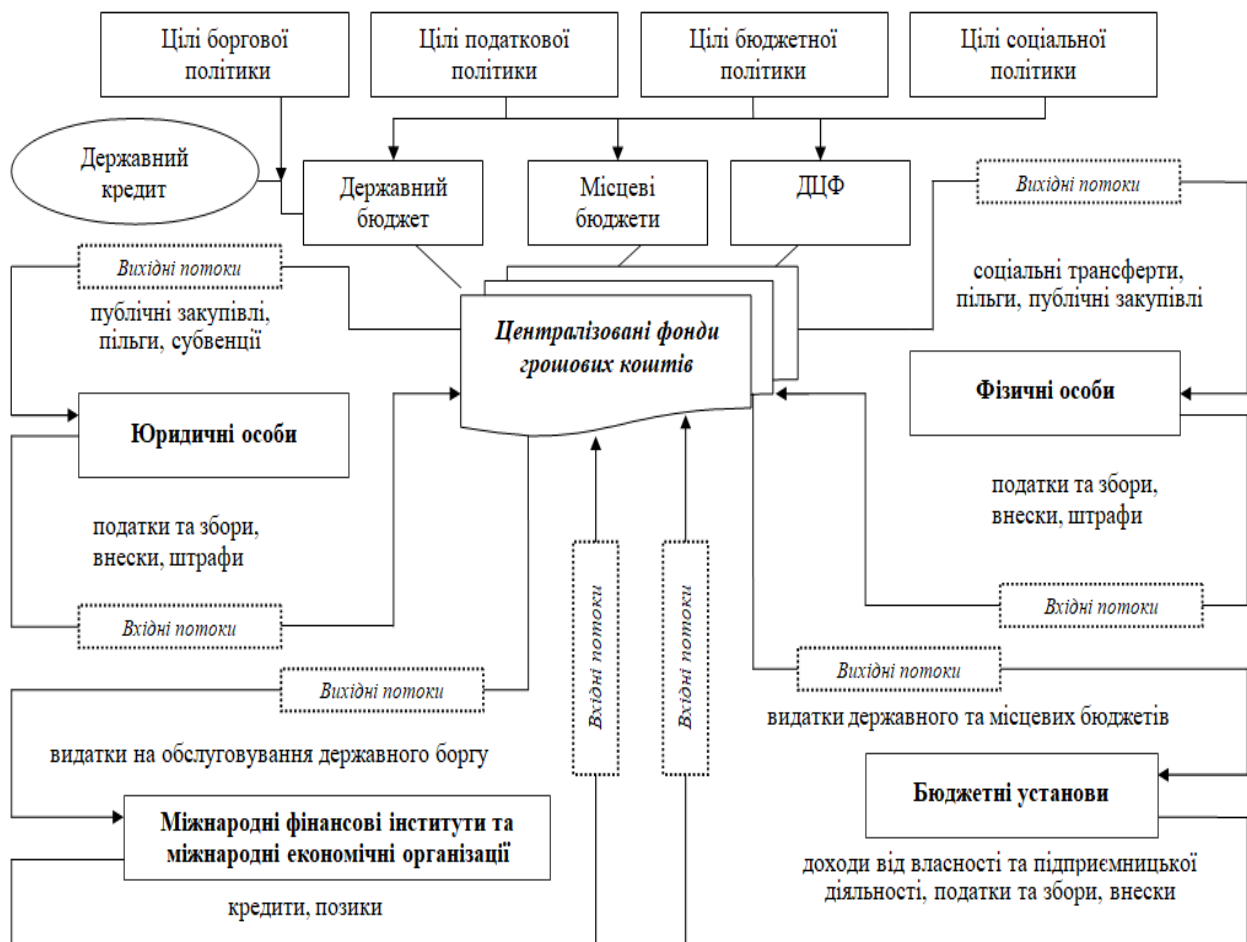 Цілі боргової
політики
Цілі податкової
політики
Цілі бюджетної
політики
Цілі соціальної
політики
Державний
кредит
Державний
бюджет
Місцеві
бюджети
ДЦФ
Вихідні потоки
соціальні трансферти,
пільги, публічні закупівлі
Вихідні потоки
публічні закупівлі,
пільги, субвенції
Централізовані фонди
грошових коштів
Фізичні особи
Юридичні особи
податки та збори,
внески, штрафи
податки та збори,
внески, штрафи
Вхідні потоки
Вхідні потоки
Вхідні потоки
Вхідні потоки
Вихідні потоки
видатки на обслуговування державного боргу
Вихідні потоки
видатки державного та місцевих бюджетів
Міжнародні фінансові інститути та
міжнародні економічні організації
кредити, позики
Бюджетні установи
доходи від власності та підприємницької
діяльності, податки та збори, внески